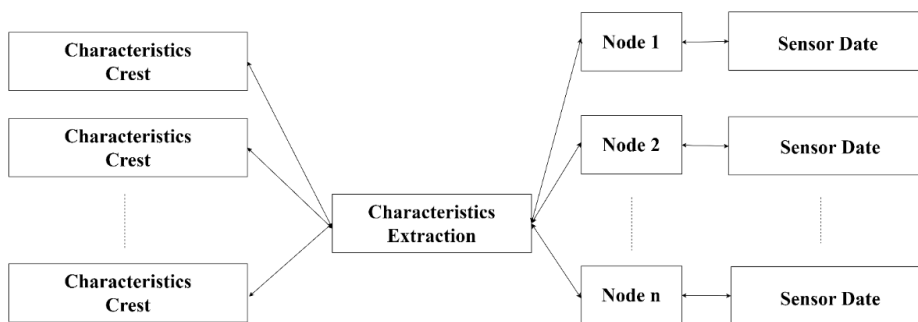 Characteristics
Crest
Characteristics
Crest
Characteristics
Crest
Characteristics
Extraction
Node 1
Sensor Date
Node 2
Sensor Date
Node n
Sensor Date